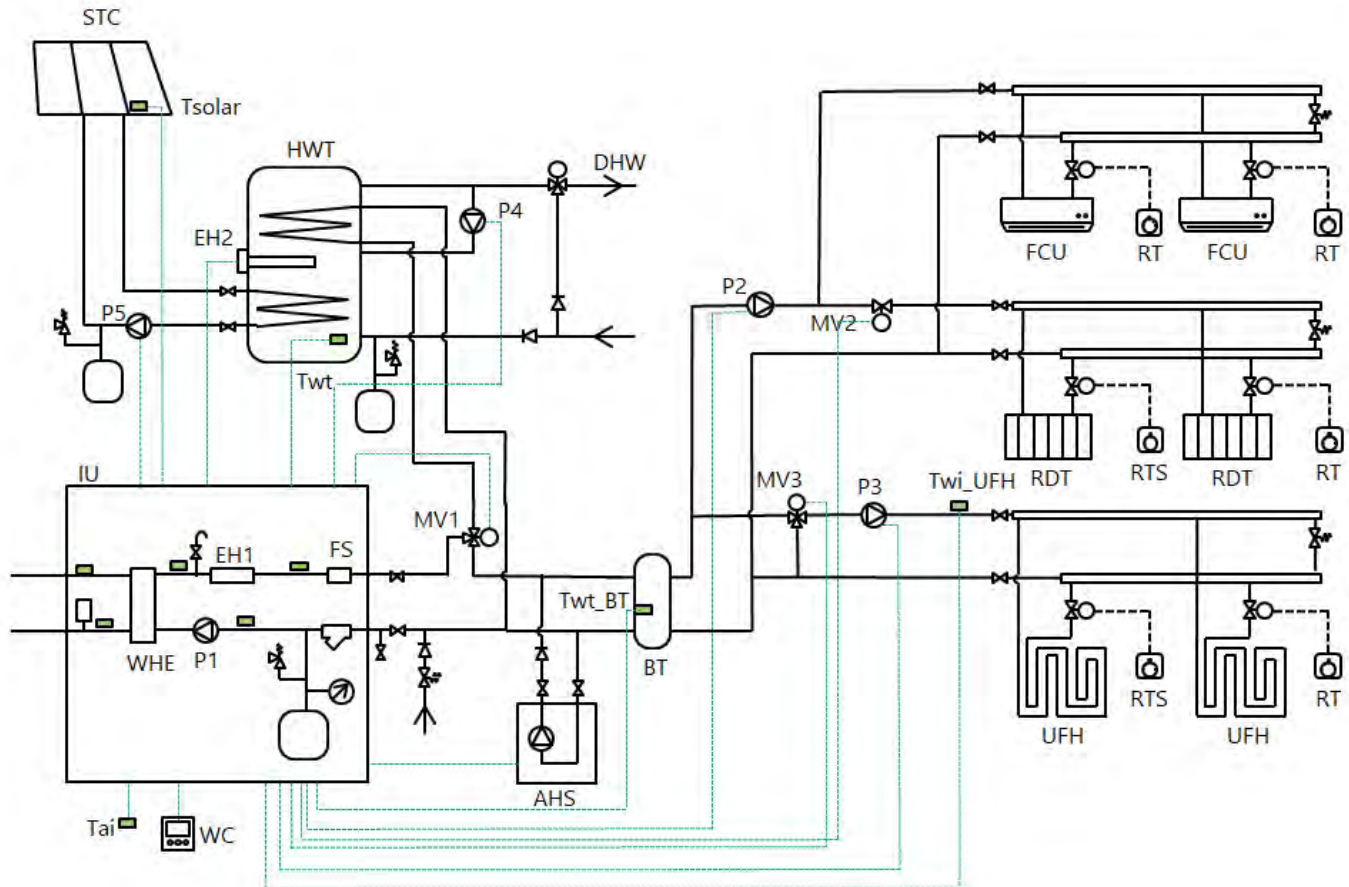 STC
Tsolar
HWT
DHW
P4
EH2
FCU
RT
FCU
RT
P2
P5
MV2
Twt
RDT
RTS
RDT
RT
IU
MV3
P3
Twi_UFH
MV1
EH1
FS
Twt_BT
WHE
P1
BT
RTS
RT
UFH
UFH
AHS
Tai
WC